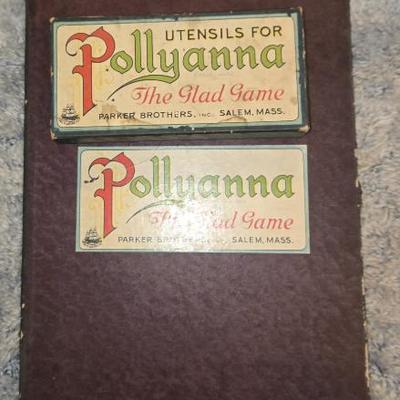 UTENSILS FOR
Pollyanna
The Glad Game
PARKER BROTHERS, INC. SALEM, MASS.
Pollyanna
The Glad Game
PARKER BROTHERS, SALEM, MASS.